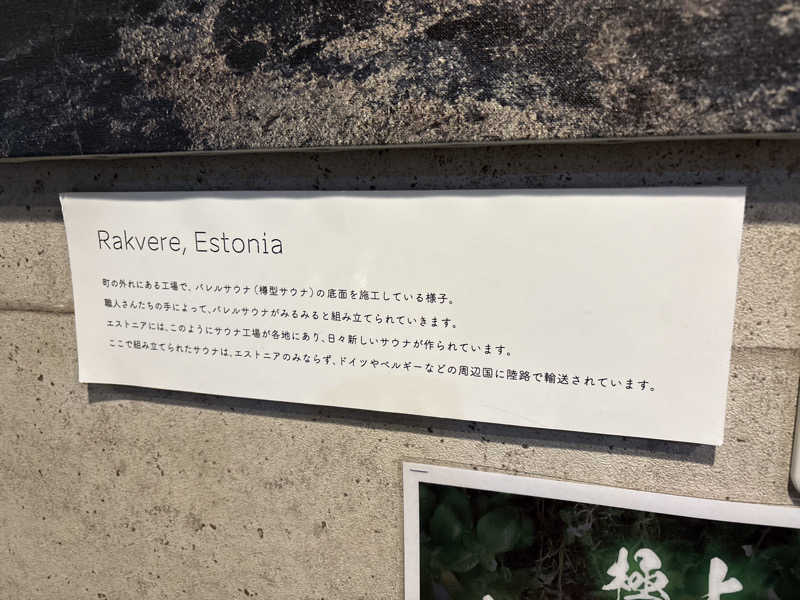 Rakvere, Estonia
町の外れにある工場で、バレルサウナ（樽型サウナ）の底面を施工している様子。
職人さんたちの手によって、バレルサウナがみるみると組み立てられていきます。
エストニアには、このようにサウナ工場が各地にあり、日々新しいサウナが作られています。
ここで組み立てられたサウナは、エストニアのみならず、ドイツやベルギーなどの周辺国に陸路で輸送されています。
極上